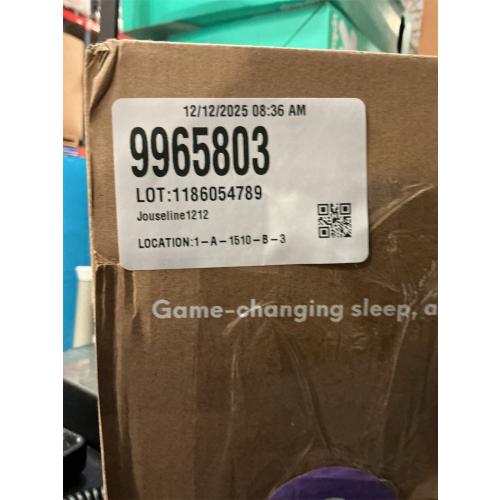 12/12/2025 08:36 AM
9965803
LOT:1186054789
Jouseline1212
LOCATION:1-A-1510-B-3
Game-changing sleep, a